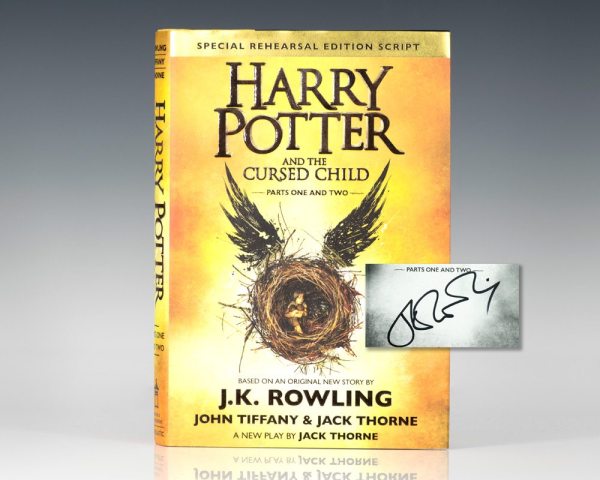 SPECIAL REHEARSAL EDITION SCRIPT
HARRY
POTTER
AND THE
CURSED CHILD
PARTS ONE AND TWO
BASED ON AN ORIGINAL NEW STORY BY
J.K. ROWLING
JOHN TIFFANY & JACK THORNE
A NEW PLAY BY JACK THORNE
HARRY POTTER
PARTS ONE AND TWO